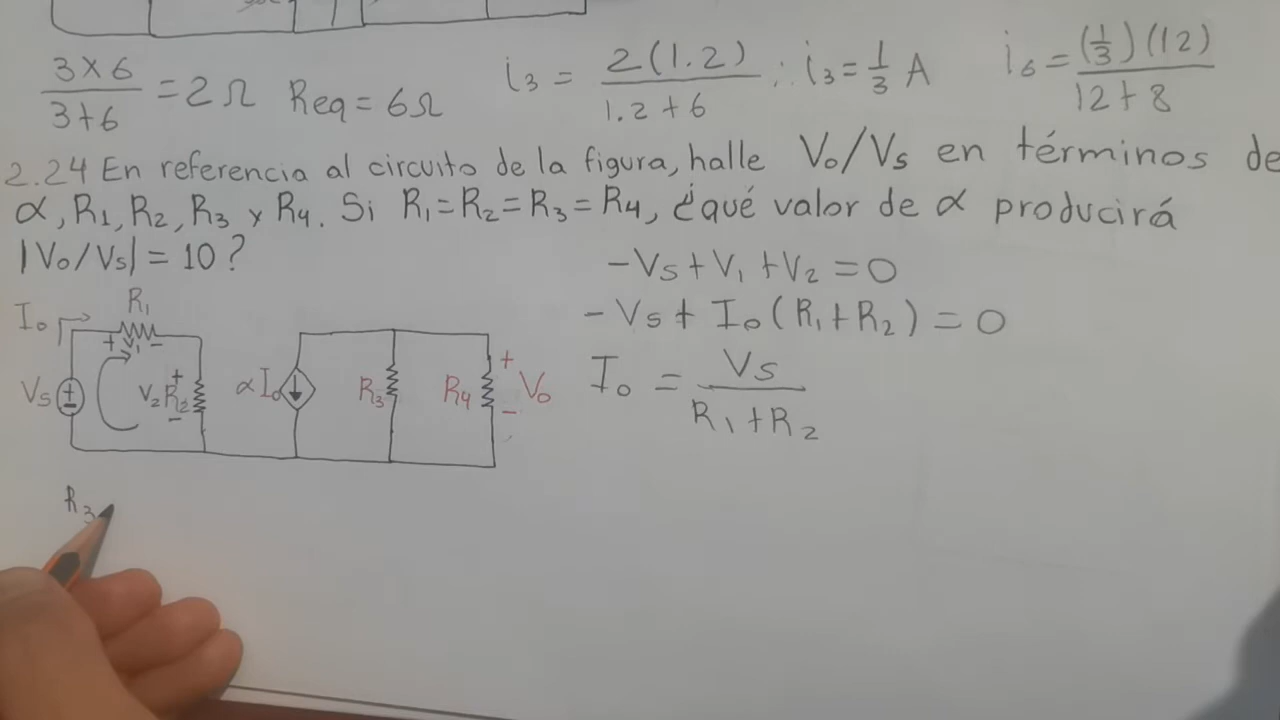 3×6/3+6 = 2Ω Req = 6Ω i3 = 2(1.2)/1.2+6 ; i3 = 1/3 A i6 = (1/3)(12)/12+8
2.24 En referencia al circuito de la figura, halle Vo/Vs en términos de
α, R1, R2, R3 y R4. Si R1=R2=R3=R4, ¿qué valor de α producirá
|Vo/Vs| = 10?
-Vs + V1 + V2 = 0
-Vs + Io(R1+R2) = 0
Io = Vs/R1+R2
Io
R1
+ V1 -
Vs
+
-
V2
+
R2
-
αIo
R3
R4
+
Vo
-
R3